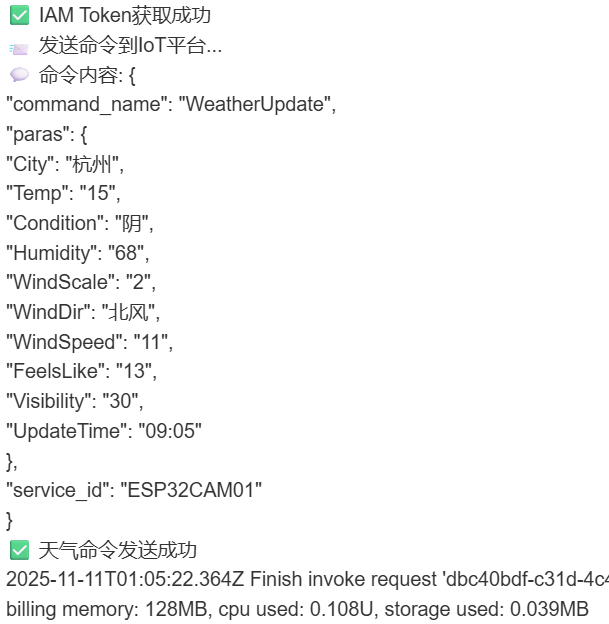 ✅ IAM Token获取成功
📨 发送命令到IoT平台...
💬 命令内容: {
"command_name": "WeatherUpdate",
"paras": {
"City": "杭州",
"Temp": "15",
"Condition": "阴",
"Humidity": "68",
"WindScale": "2",
"WindDir": "北风",
"WindSpeed": "11",
"FeelsLike": "13",
"Visibility": "30",
"UpdateTime": "09:05"
},
"service_id": "ESP32CAM01"
}
✅ 天气命令发送成功
2025-11-11T01:05:22.364Z Finish invoke request 'dbc40bdf-c31d-4c4
billing memory: 128MB, cpu used: 0.108U, storage used: 0.039MB